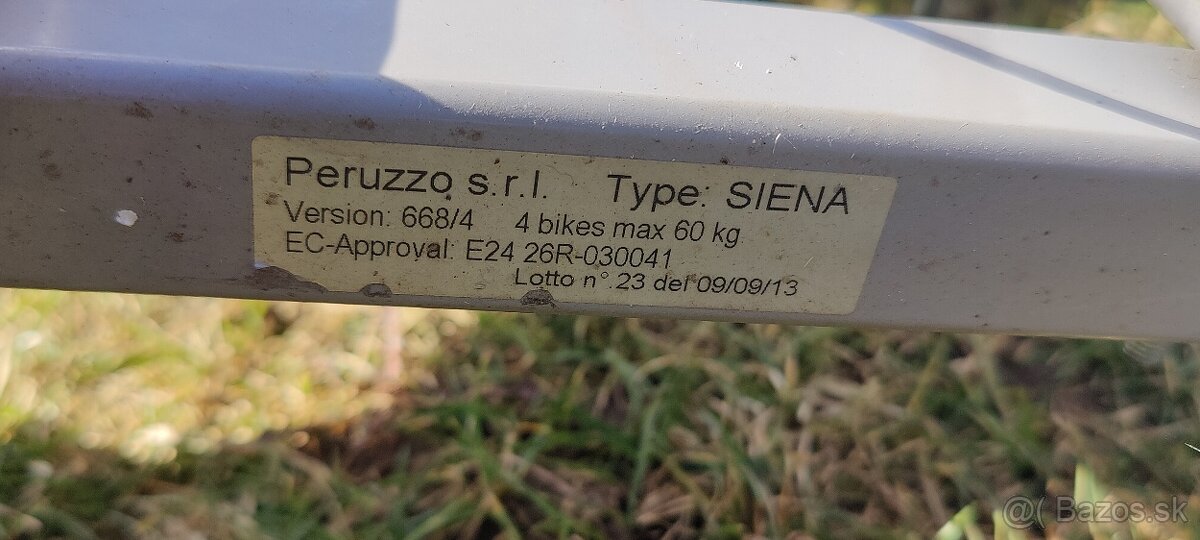 Peruzzo s.r.l. Type: SIENA
Version: 668/4 4 bikes max 60 kg
EC-Approval: E24 26R-030041
Lotto n°.23 del 09/09/13
@( Bazos.sk